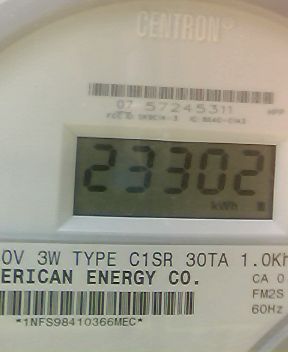 CENTRON®
07 57245311
23302
kWh
0V 3W TYPE C1SR 30TA 1.0Kh
ERICAN ENERGY CO.
CA 0
FM2S
60Hz
*1NFS98410366MEC*